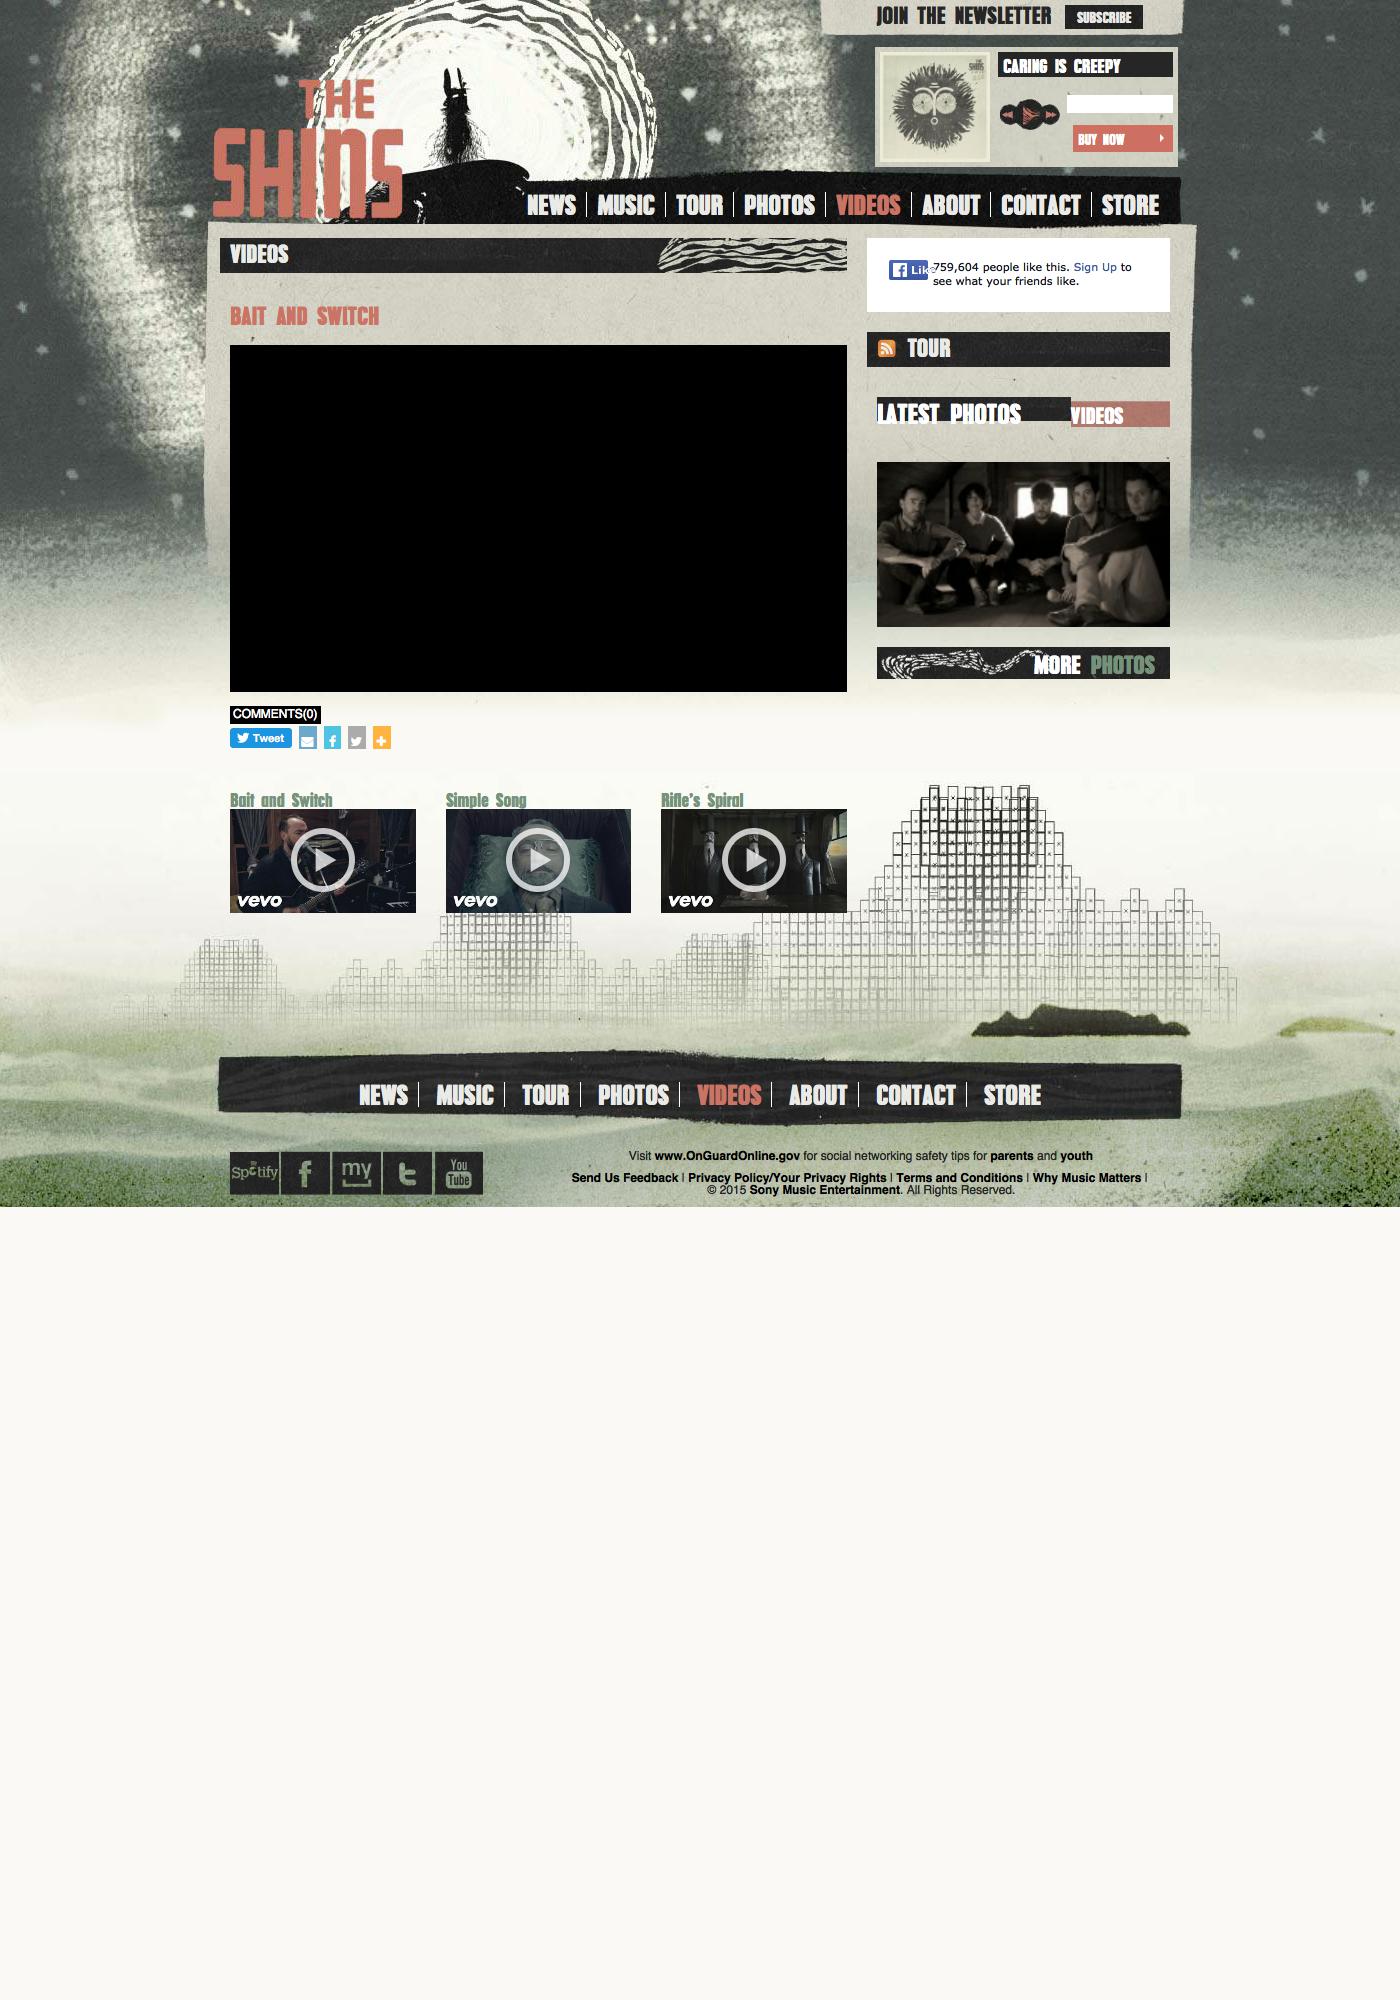 JOIN THE NEWSLETTER SUBSCRIBE
THE
SHINS
CARING IS CREEPY
BUY NOW
NEWS MUSIC TOUR PHOTOS VIDEOS ABOUT CONTACT STORE
VIDEOS
BAIT AND SWITCH
Like 759,604 people like this. Sign Up to
see what your friends like.
TOUR
LATEST PHOTOS VIDEOS
MORE PHOTOS
COMMENTS(0)
Tweet
Bait and Switch Simple Song Rifle's Spiral
vevo vevo vevo
NEWS MUSIC TOUR PHOTOS VIDEOS ABOUT CONTACT STORE
Spotify f my t You Tube
Visit www.OnGuardOnline.gov for social networking safety tips for parents and youth
Send Us Feedback | Privacy Policy/Your Privacy Rights | Terms and Conditions | Why Music Matters |
© 2015 Sony Music Entertainment. All Rights Reserved.